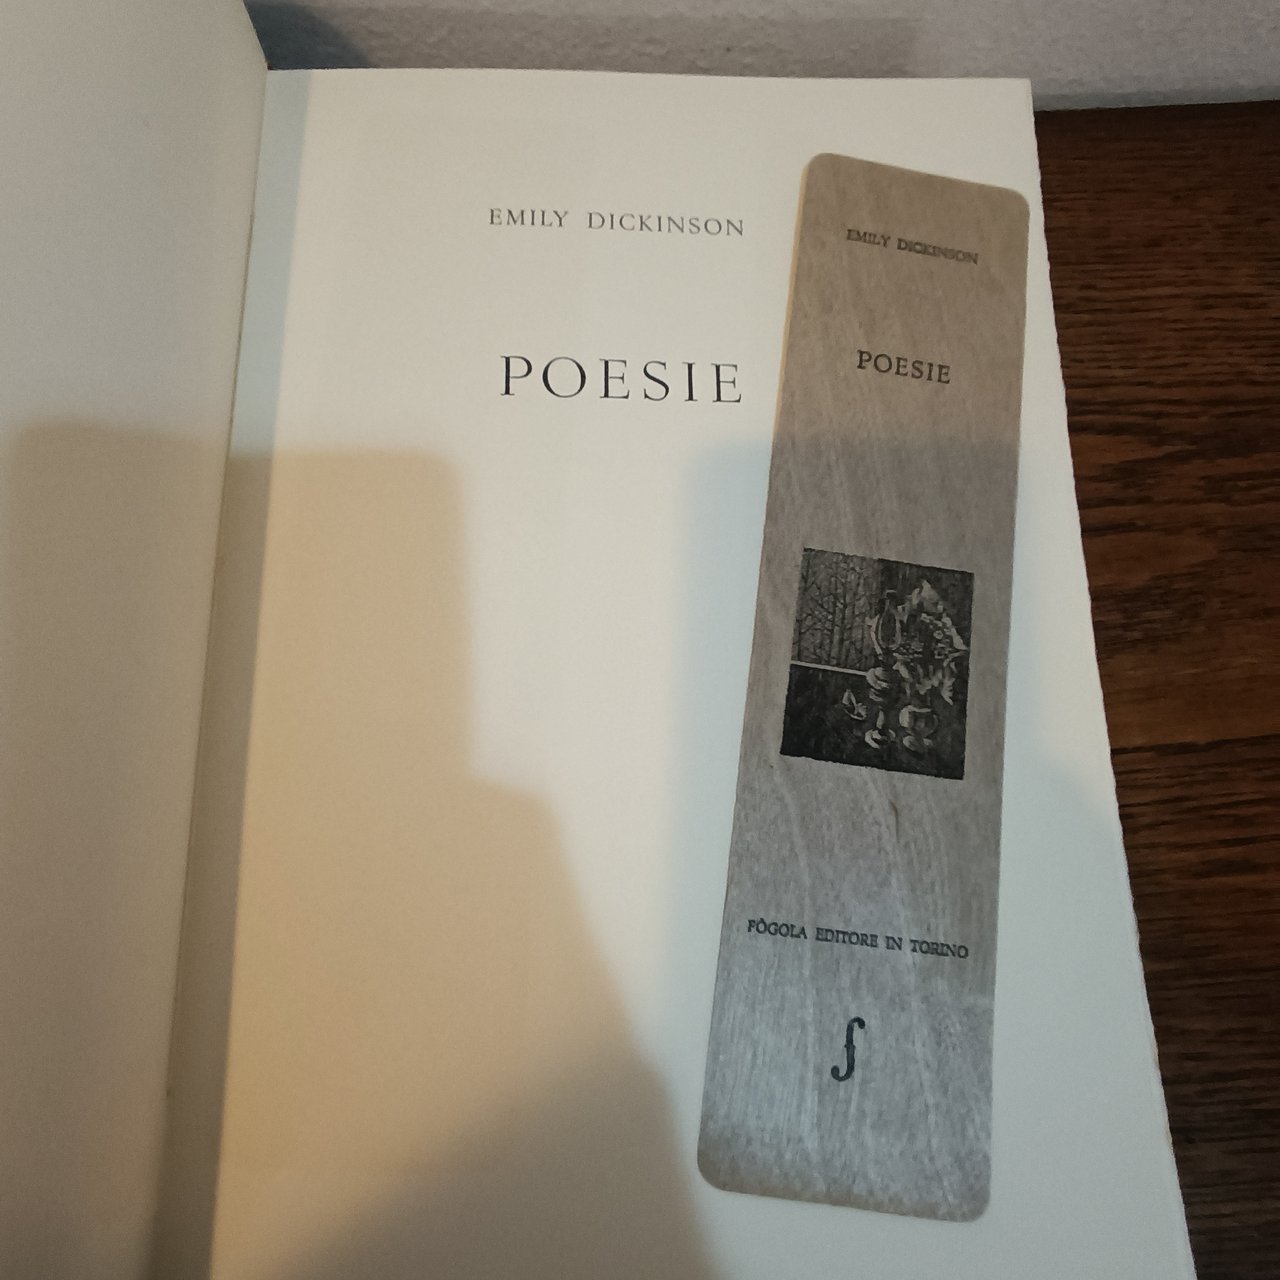 EMILY DICKINSON
POESIE
EMILY DICKINSON
POESIE
FÒGOLA EDITORE IN TORINO
ʃ